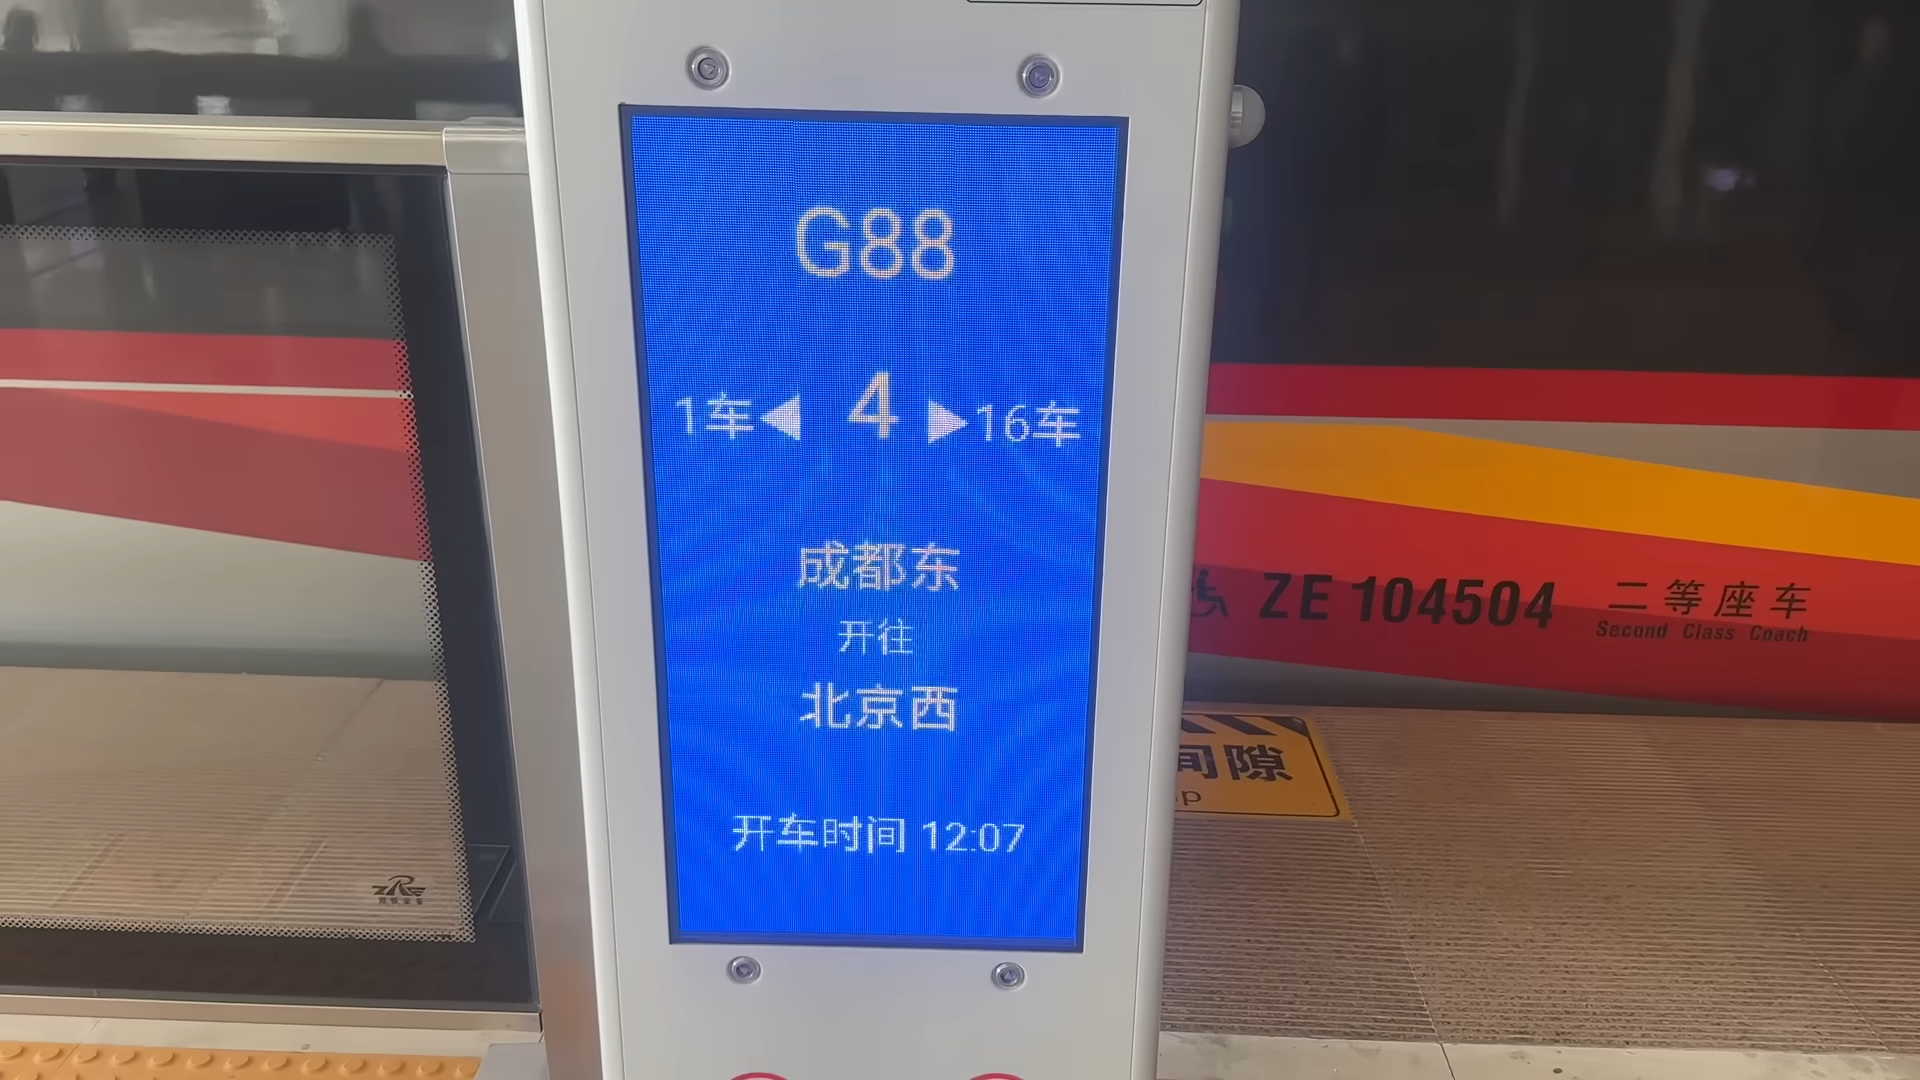 G88
1车◀ 4 ▶16车
成都东
开往
北京西
开车时间 12:07
ZE 104504 二等座车
Second Class Coach
间隙